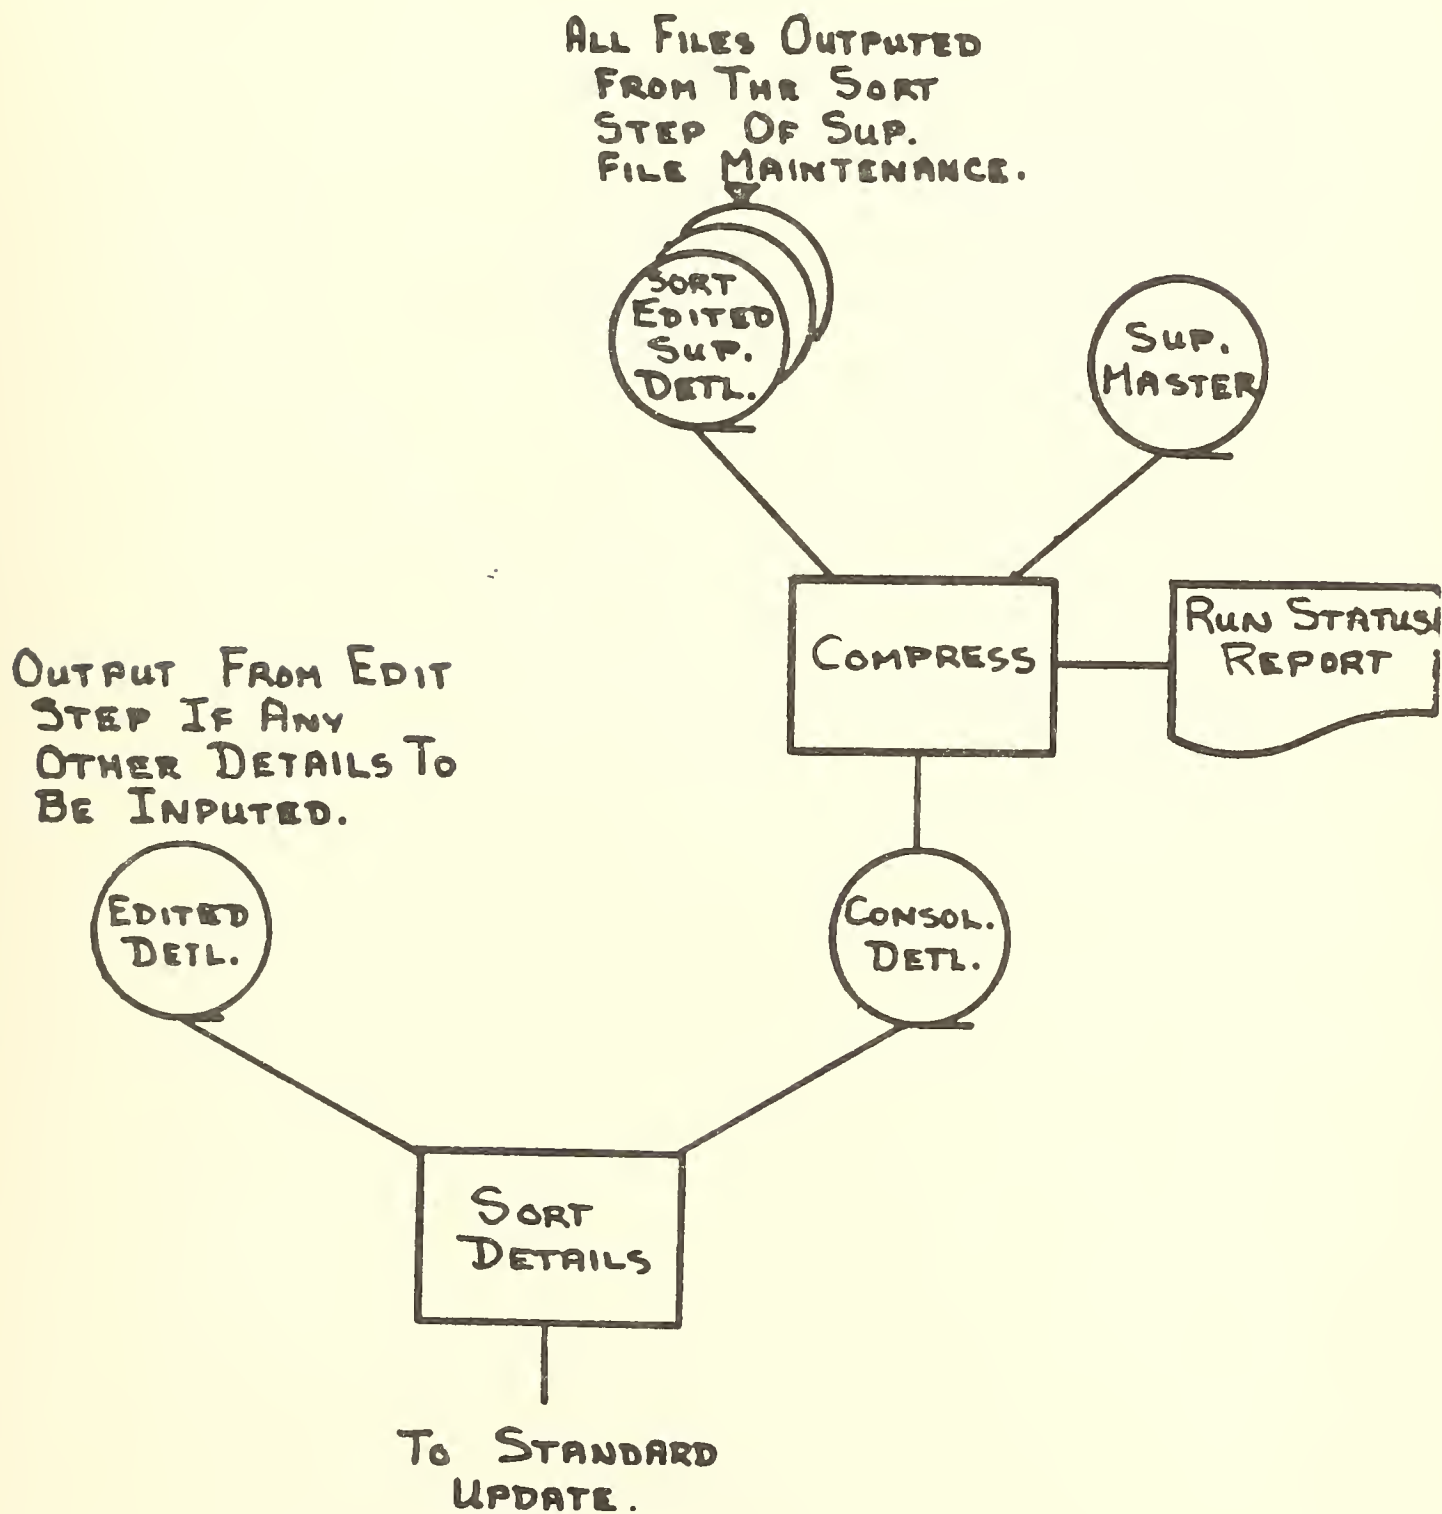 All Files Outputed
From The Sort
Step Of Sup.
File Maintenance.
Sort
Edited
Sup.
Detl.
Sup.
Master
Compress
Run Status
Report
Output From Edit
Step If Any
Other Details To
Be Inputed.
Edited
Detl.
Consol.
Detl.
Sort
Details
To Standard
Update.